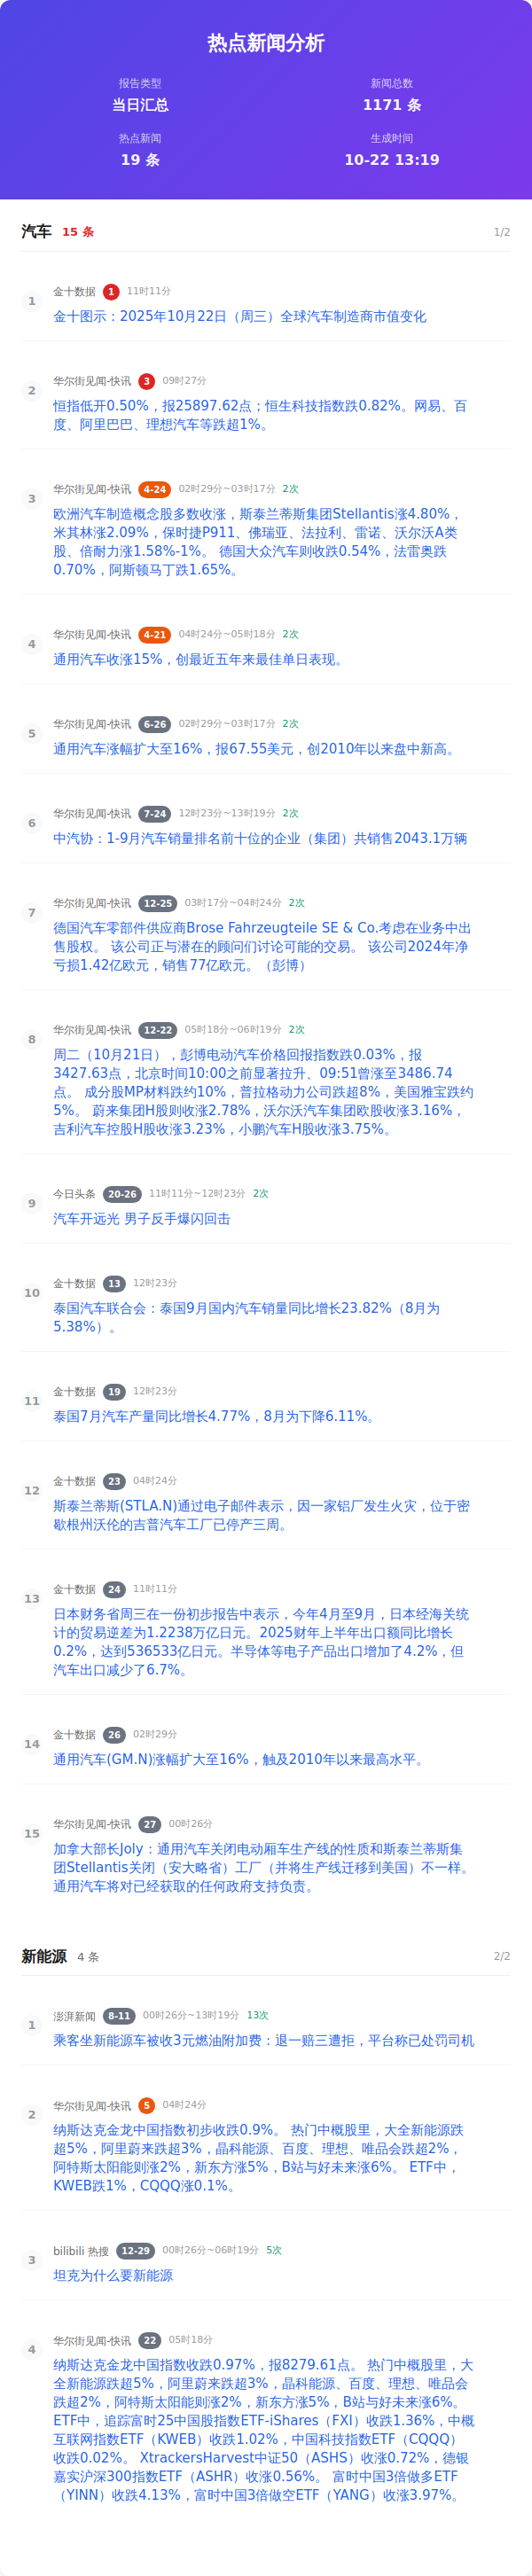 热点新闻分析
报告类型
当日汇总
新闻总数
1171 条
热点新闻
19 条
生成时间
10-22 13:19
汽车 15 条 1/2
1 金十数据 1 11时11分
金十图示：2025年10月22日（周三）全球汽车制造商市值变化
2 华尔街见闻-快讯 3 09时27分
恒指低开0.50%，报25897.62点；恒生科技指数跌0.82%。网易、百
度、阿里巴巴、理想汽车等跌超1%。
3 华尔街见闻-快讯 4-24 02时29分~03时17分 2次
欧洲汽车制造概念股多数收涨，斯泰兰蒂斯集团Stellantis涨4.80%，
米其林涨2.09%，保时捷P911、佛瑞亚、法拉利、雷诺、沃尔沃A类
股、倍耐力涨1.58%-1%。 德国大众汽车则收跌0.54%，法雷奥跌
0.70%，阿斯顿马丁跌1.65%。
4 华尔街见闻-快讯 4-21 04时24分~05时18分 2次
通用汽车收涨15%，创最近五年来最佳单日表现。
5 华尔街见闻-快讯 6-26 02时29分~03时17分 2次
通用汽车涨幅扩大至16%，报67.55美元，创2010年以来盘中新高。
6 华尔街见闻-快讯 7-24 12时23分~13时19分 2次
中汽协：1-9月汽车销量排名前十位的企业（集团）共销售2043.1万辆
7 华尔街见闻-快讯 12-25 03时17分~04时24分 2次
德国汽车零部件供应商Brose Fahrzeugteile SE & Co.考虑在业务中出
售股权。 该公司正与潜在的顾问们讨论可能的交易。 该公司2024年净
亏损1.42亿欧元，销售77亿欧元。（彭博）
8 华尔街见闻-快讯 12-22 05时18分~06时19分 2次
周二（10月21日），彭博电动汽车价格回报指数跌0.03%，报
3427.63点，北京时间10:00之前显著拉升、09:51曾涨至3486.74
点。 成分股MP材料跌约10%，普拉格动力公司跌超8%，美国雅宝跌约
5%。 蔚来集团H股则收涨2.78%，沃尔沃汽车集团欧股收涨3.16%，
吉利汽车控股H股收涨3.23%，小鹏汽车H股收涨3.75%。
9 今日头条 20-26 11时11分~12时23分 2次
汽车开远光 男子反手爆闪回击
10 金十数据 13 12时23分
泰国汽车联合会：泰国9月国内汽车销量同比增长23.82%（8月为
5.38%）。
11 金十数据 19 12时23分
泰国7月汽车产量同比增长4.77%，8月为下降6.11%。
12 金十数据 23 04时24分
斯泰兰蒂斯(STLA.N)通过电子邮件表示，因一家铝厂发生火灾，位于密
歇根州沃伦的吉普汽车工厂已停产三周。
13 金十数据 24 11时11分
日本财务省周三在一份初步报告中表示，今年4月至9月，日本经海关统
计的贸易逆差为1.2238万亿日元。2025财年上半年出口额同比增长
0.2%，达到536533亿日元。半导体等电子产品出口增加了4.2%，但
汽车出口减少了6.7%。
14 金十数据 26 02时29分
通用汽车(GM.N)涨幅扩大至16%，触及2010年以来最高水平。
15 华尔街见闻-快讯 27 00时26分
加拿大部长Joly：通用汽车关闭电动厢车生产线的性质和斯泰兰蒂斯集
团Stellantis关闭（安大略省）工厂（并将生产线迁移到美国）不一样。
通用汽车将对已经获取的任何政府支持负责。
新能源 4 条 2/2
1 澎湃新闻 8-11 00时26分~13时19分 13次
乘客坐新能源车被收3元燃油附加费：退一赔三遭拒，平台称已处罚司机
2 华尔街见闻-快讯 5 04时24分
纳斯达克金龙中国指数初步收跌0.9%。 热门中概股里，大全新能源跌
超5%，阿里蔚来跌超3%，晶科能源、百度、理想、唯品会跌超2%，
阿特斯太阳能则涨2%，新东方涨5%，B站与好未来涨6%。 ETF中，
KWEB跌1%，CQQQ涨0.1%。
3 bilibili 热搜 12-29 00时26分~06时19分 5次
坦克为什么要新能源
4 华尔街见闻-快讯 22 05时18分
纳斯达克金龙中国指数收跌0.97%，报8279.61点。 热门中概股里，大
全新能源跌超5%，阿里蔚来跌超3%，晶科能源、百度、理想、唯品会
跌超2%，阿特斯太阳能则涨2%，新东方涨5%，B站与好未来涨6%。
ETF中，追踪富时25中国股指数ETF-iShares（FXI）收跌1.36%，中概
互联网指数ETF（KWEB）收跌1.02%，中国科技指数ETF（CQQQ）
收跌0.02%。 XtrackersHarvest中证50（ASHS）收涨0.72%，德银
嘉实沪深300指数ETF（ASHR）收涨0.56%。 富时中国3倍做多ETF
（YINN）收跌4.13%，富时中国3倍做空ETF（YANG）收涨3.97%。